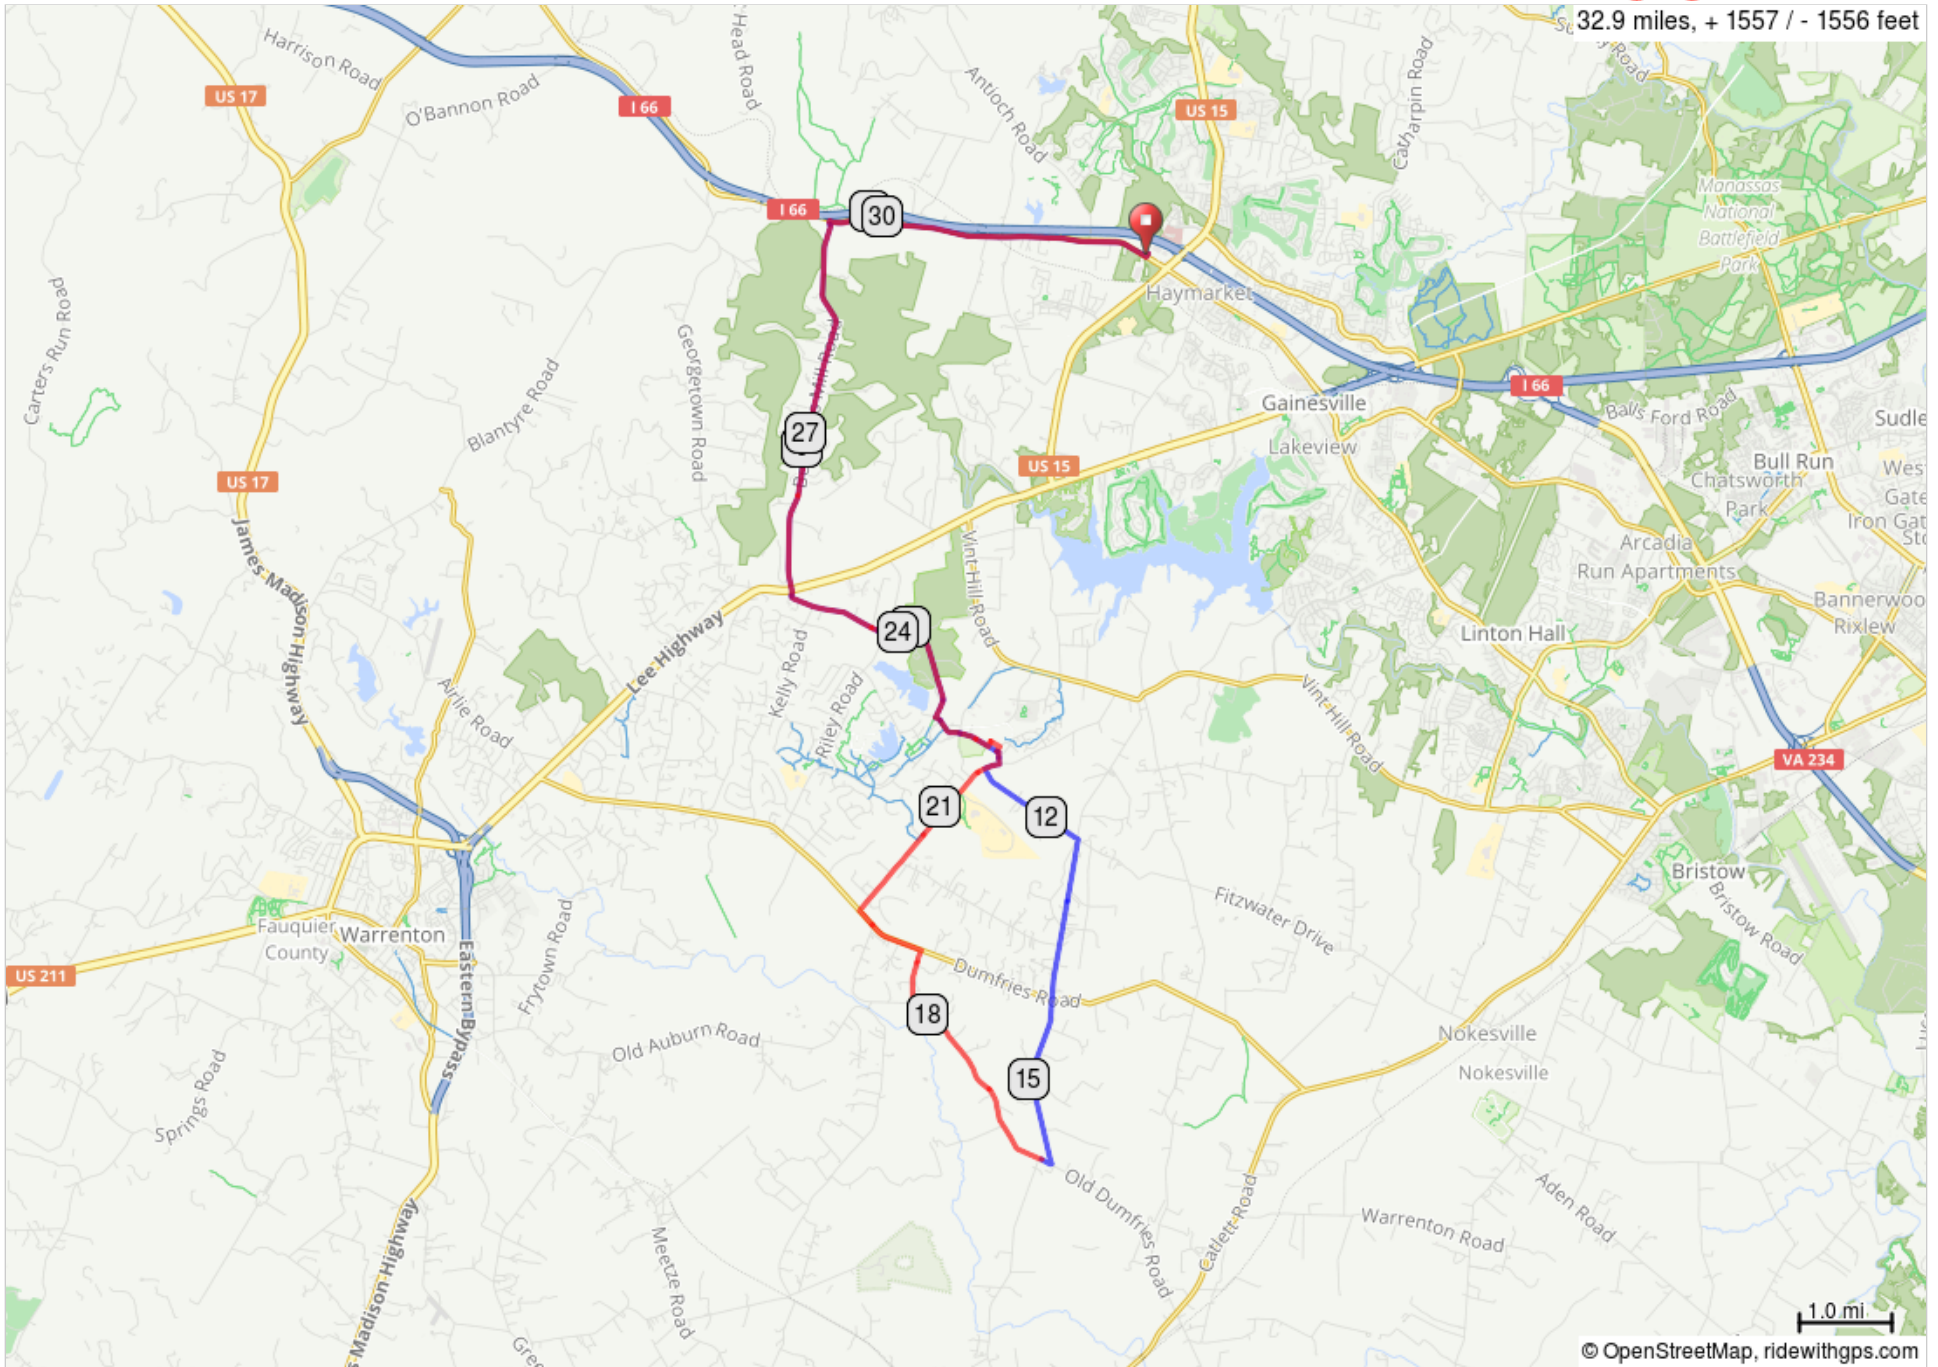 32.9 miles, + 1557 / - 1556 feet
Harrison Road
Head Road
Antioch Road
Catharpin Road
US 17
O'Bannon Road
I 66
US 15
Manassas
National
Battlefield
Park
I 66
30
Haymarket
Carters Run Road
Georgetown Road
Mill Road
Blantyre Road
I 66
Gainesville
Balls Ford Road
Lakeview
27
US 15
Bull Run
Chatsworth
Park
US 17
James Madison Highway
Vint Hill Road
Arcadia
Run Apartments
24
Linton Hall
Lee Highway
Kelly Road
Riley Road
Airlie Road
Vint Hill Road
VA 234
21
12
Bristow
Bristow Road
Fitzwater Drive
Fauquier
County
Warrenton
US 211
Eastern Bypass
Frytown Road
Dumfries Road
18
Old Auburn Road
Nokesville
Nokesville
15
Springs Road
Old Dumfries Road
Aden Road
Catlett Road
Warrenton Road
Meetze Road
Madison Highway
1.0 mi
© OpenStreetMap, ridewithgps.com